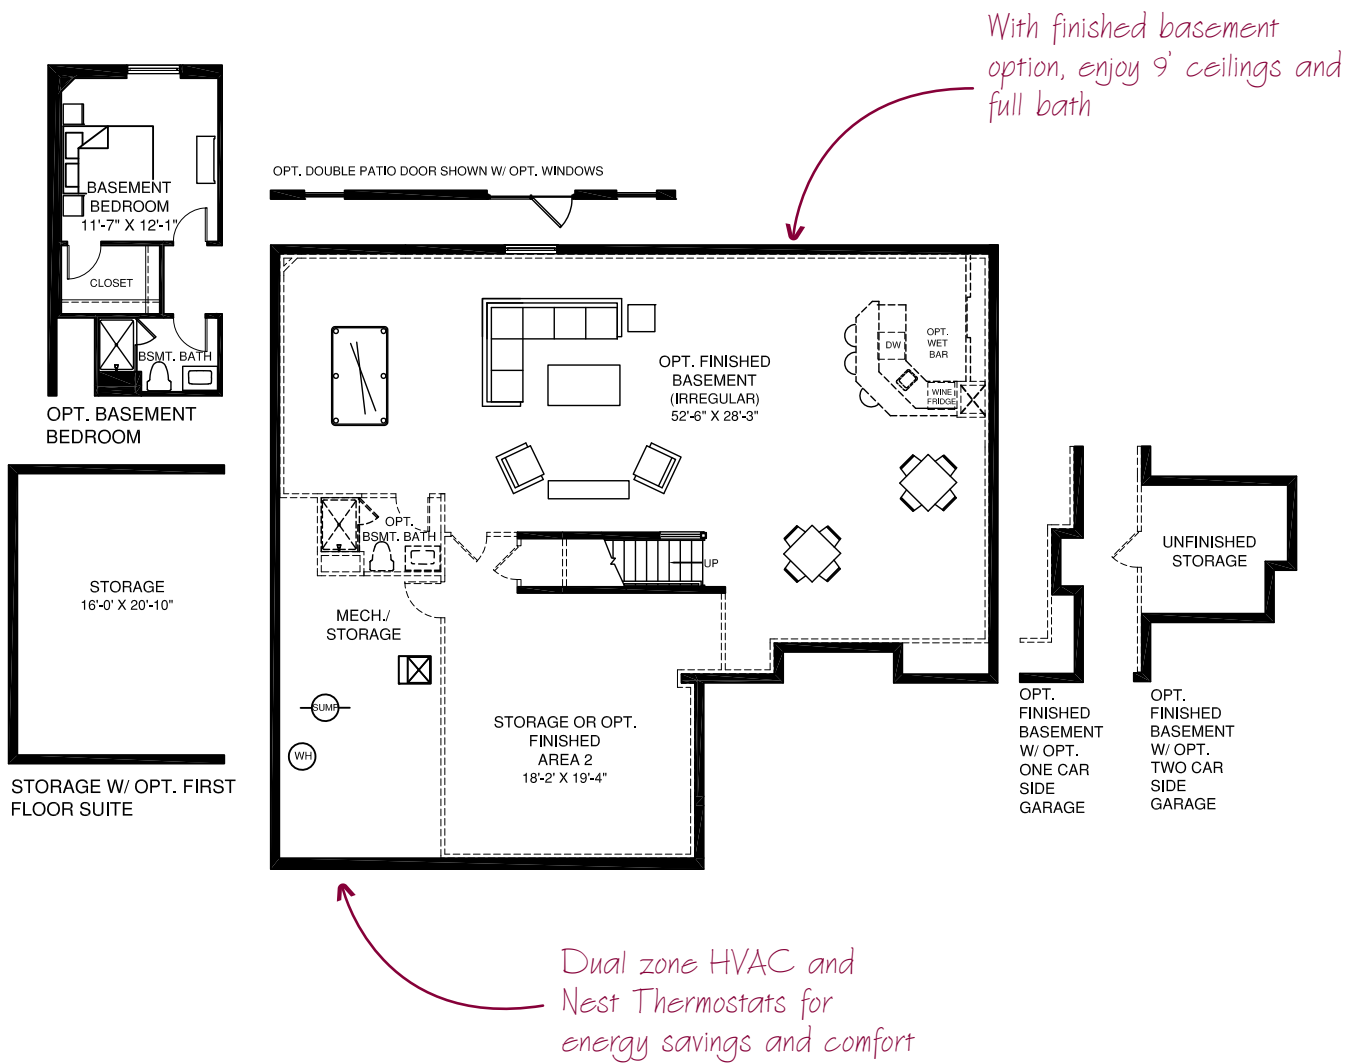 With finished basement
option, enjoy 9' ceilings and
full bath
OPT. DOUBLE PATIO DOOR SHOWN W/ OPT. WINDOWS
BASEMENT
BEDROOM
11'-7" X 12'-1"
CLOSET
BSMT. BATH
OPT. BASEMENT
BEDROOM
STORAGE
16'-0' X 20'-10"
STORAGE W/ OPT. FIRST
FLOOR SUITE
OPT. FINISHED
BASEMENT
(IRREGULAR)
52'-6" X 28'-3"
OPT.
WET
BAR
DW
WINE
FRIDGE
OPT.
BSMT. BATH
UP
MECH./
STORAGE
SUMP
WH
STORAGE OR OPT.
FINISHED
AREA 2
18'-2' X 19'-4"
UNFINISHED
STORAGE
OPT.
FINISHED
BASEMENT
W/ OPT.
ONE CAR
SIDE
GARAGE
OPT.
FINISHED
BASEMENT
W/ OPT.
TWO CAR
SIDE
GARAGE
Dual zone HVAC and
Nest Thermostats for
energy savings and comfort